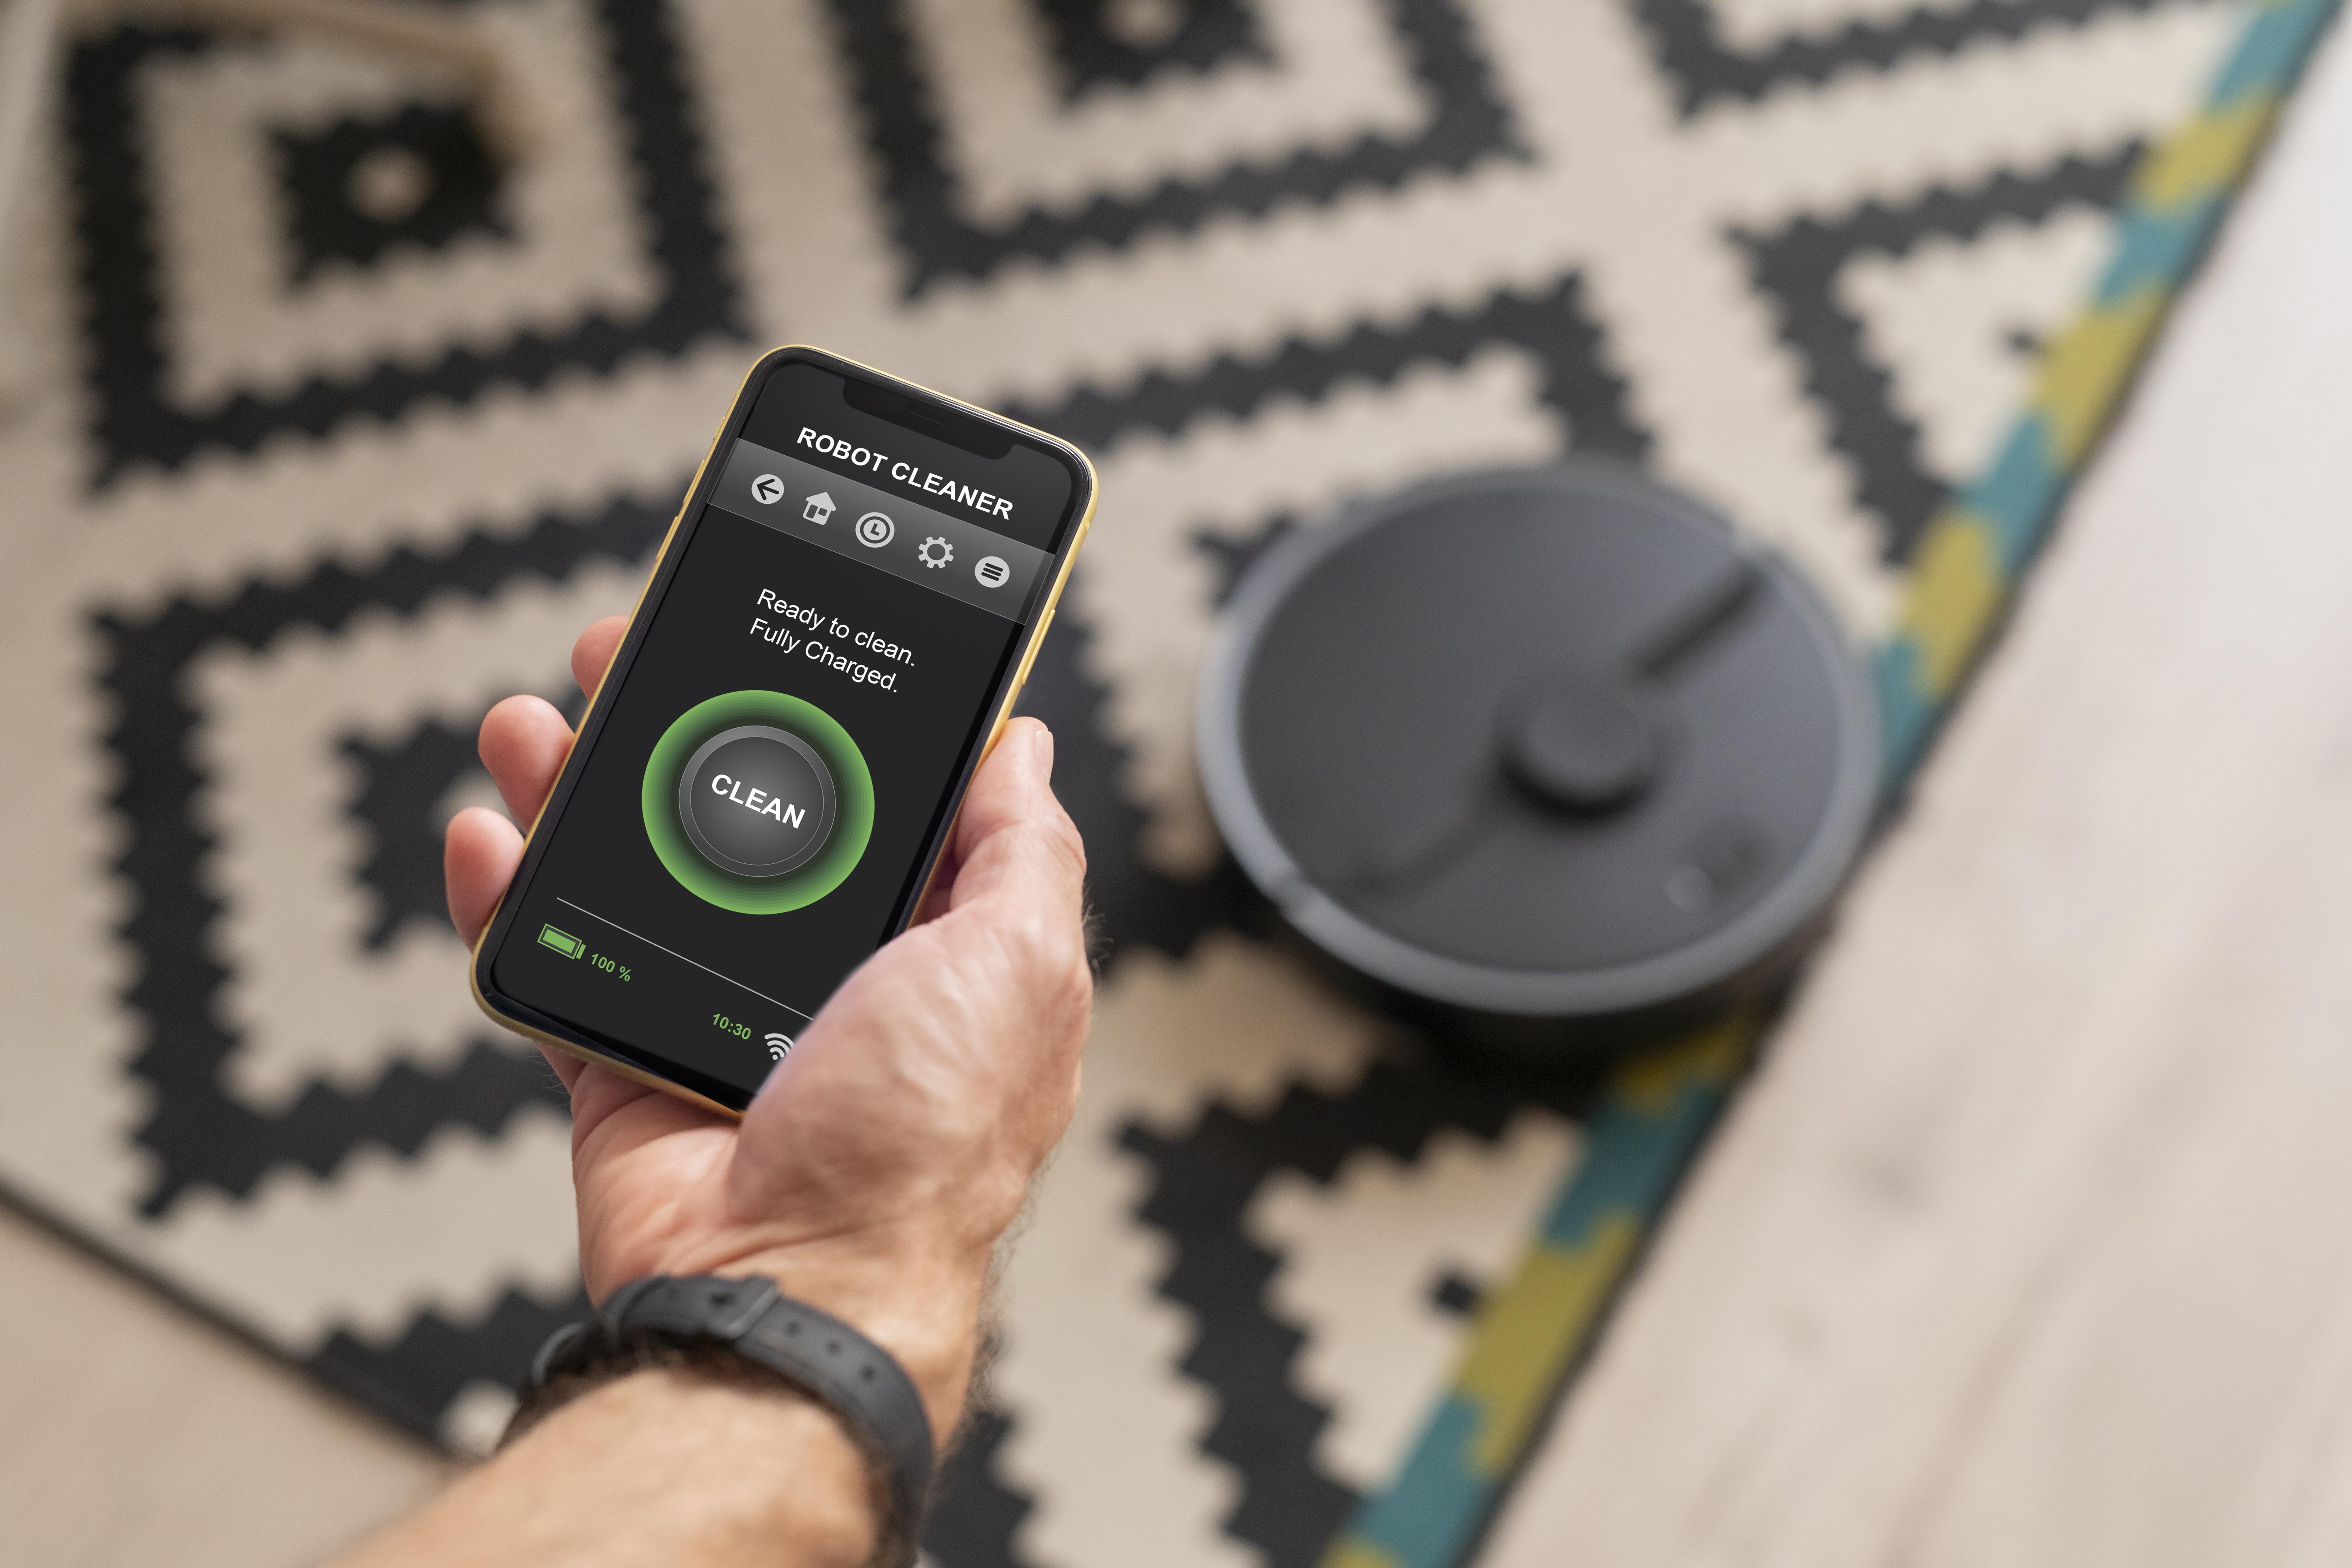 ROBOT CLEANER
Ready to clean.
Fully Charged.
CLEAN
100 %
10:30